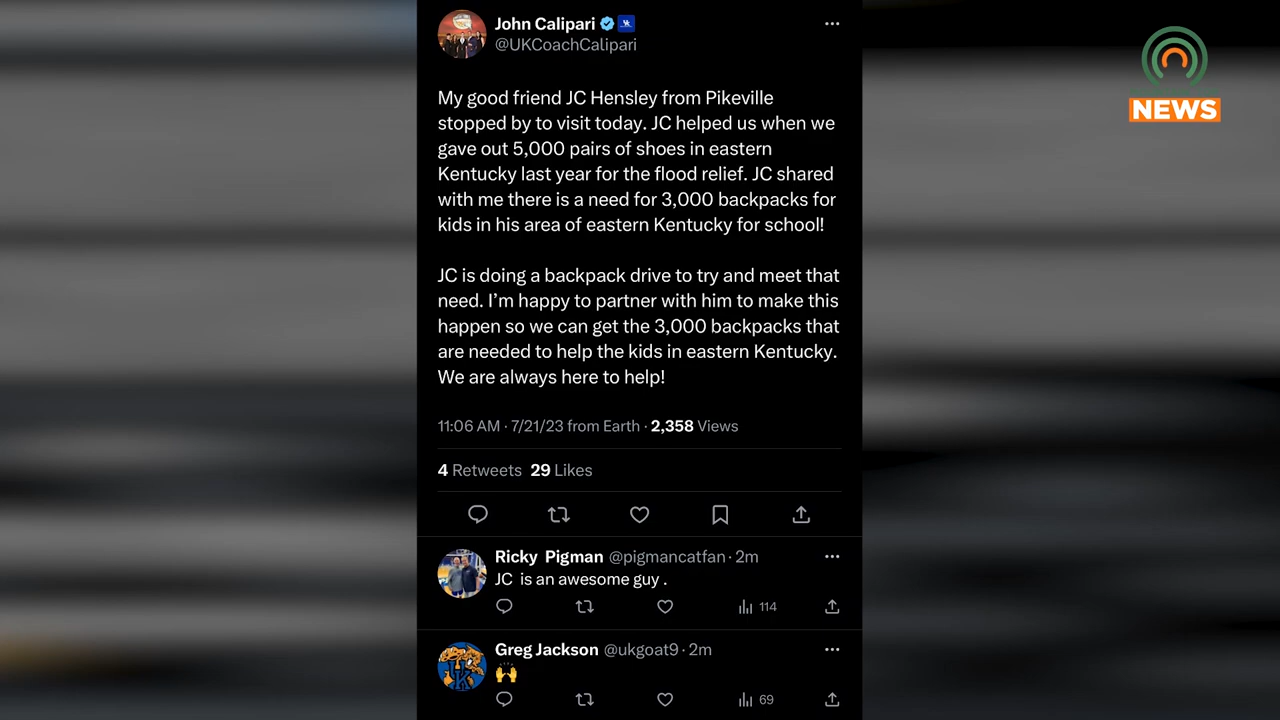 John Calipari
@UKCoachCalipari
NEWS
My good friend JC Hensley from Pikeville
stopped by to visit today. JC helped us when we
gave out 5,000 pairs of shoes in eastern
Kentucky last year for the flood relief. JC shared
with me there is a need for 3,000 backpacks for
kids in his area of eastern Kentucky for school!
JC is doing a backpack drive to try and meet that
need. I’m happy to partner with him to make this
happen so we can get the 3,000 backpacks that
are needed to help the kids in eastern Kentucky.
We are always here to help!
11:06 AM · 7/21/23 from Earth · 2,358 Views
4 Retweets 29 Likes
Ricky Pigman @pigmancatfan · 2m
JC is an awesome guy .
114
Greg Jackson @ukgoat9 · 2m
🙌
69